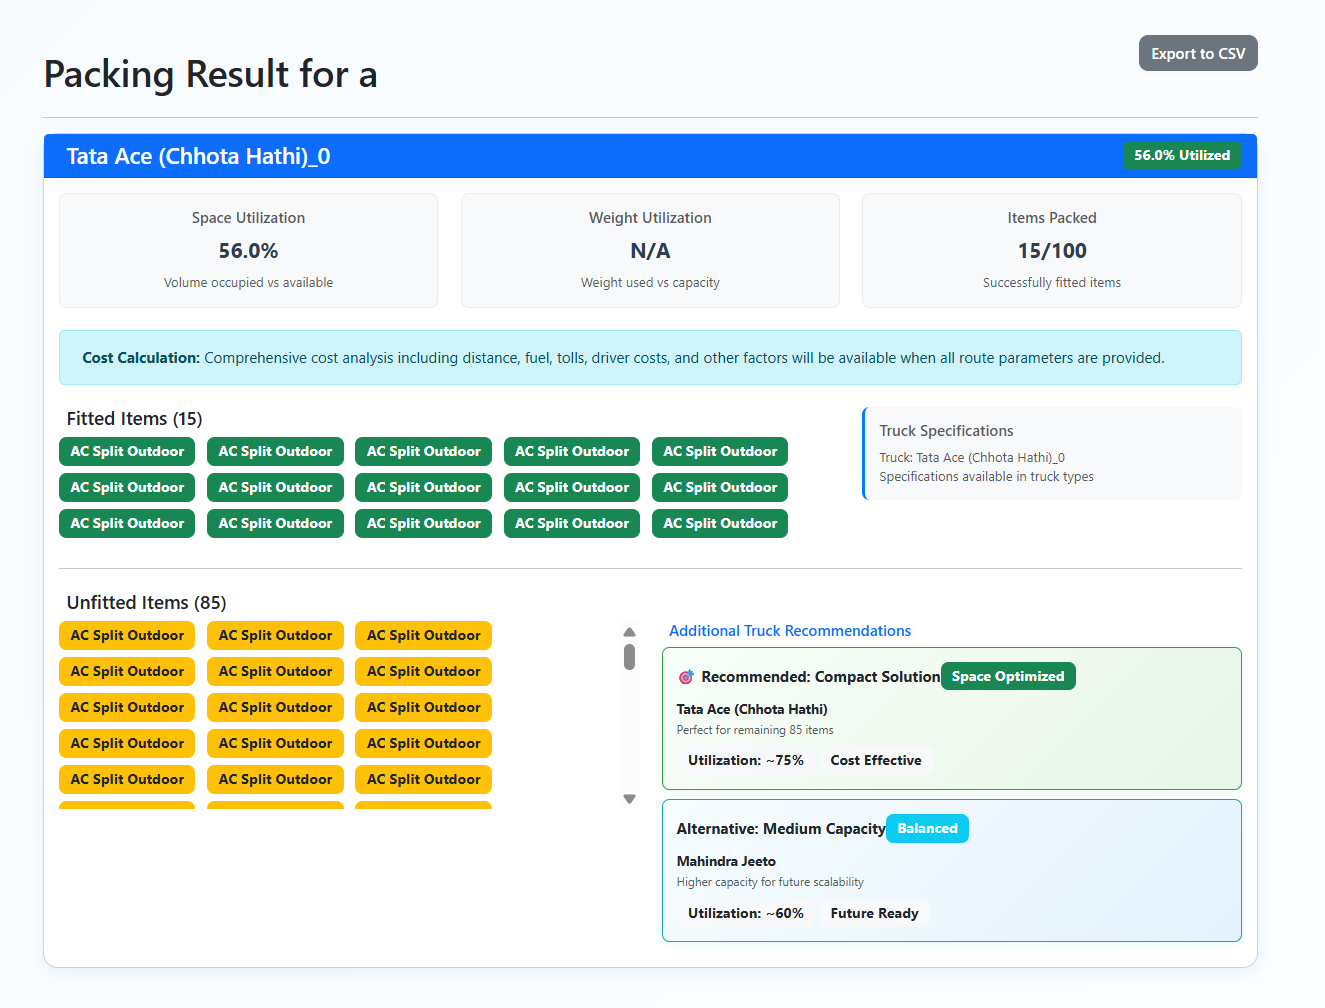 Export to CSV
Packing Result for a
Tata Ace (Chhota Hathi)_0
56.0% Utilized
Space Utilization
56.0%
Volume occupied vs available
Weight Utilization
N/A
Weight used vs capacity
Items Packed
15/100
Successfully fitted items
Cost Calculation: Comprehensive cost analysis including distance, fuel, tolls, driver costs, and other factors will be available when all route parameters are provided.
Fitted Items (15)
AC Split Outdoor AC Split Outdoor AC Split Outdoor AC Split Outdoor AC Split Outdoor
AC Split Outdoor AC Split Outdoor AC Split Outdoor AC Split Outdoor AC Split Outdoor
AC Split Outdoor AC Split Outdoor AC Split Outdoor AC Split Outdoor AC Split Outdoor
Truck Specifications
Truck: Tata Ace (Chhota Hathi)_0
Specifications available in truck types
Unfitted Items (85)
AC Split Outdoor AC Split Outdoor AC Split Outdoor
AC Split Outdoor AC Split Outdoor AC Split Outdoor
AC Split Outdoor AC Split Outdoor AC Split Outdoor
AC Split Outdoor AC Split Outdoor AC Split Outdoor
AC Split Outdoor AC Split Outdoor AC Split Outdoor
Additional Truck Recommendations
Recommended: Compact Solution Space Optimized
Tata Ace (Chhota Hathi)
Perfect for remaining 85 items
Utilization: ~75% Cost Effective
Alternative: Medium Capacity Balanced
Mahindra Jeeto
Higher capacity for future scalability
Utilization: ~60% Future Ready